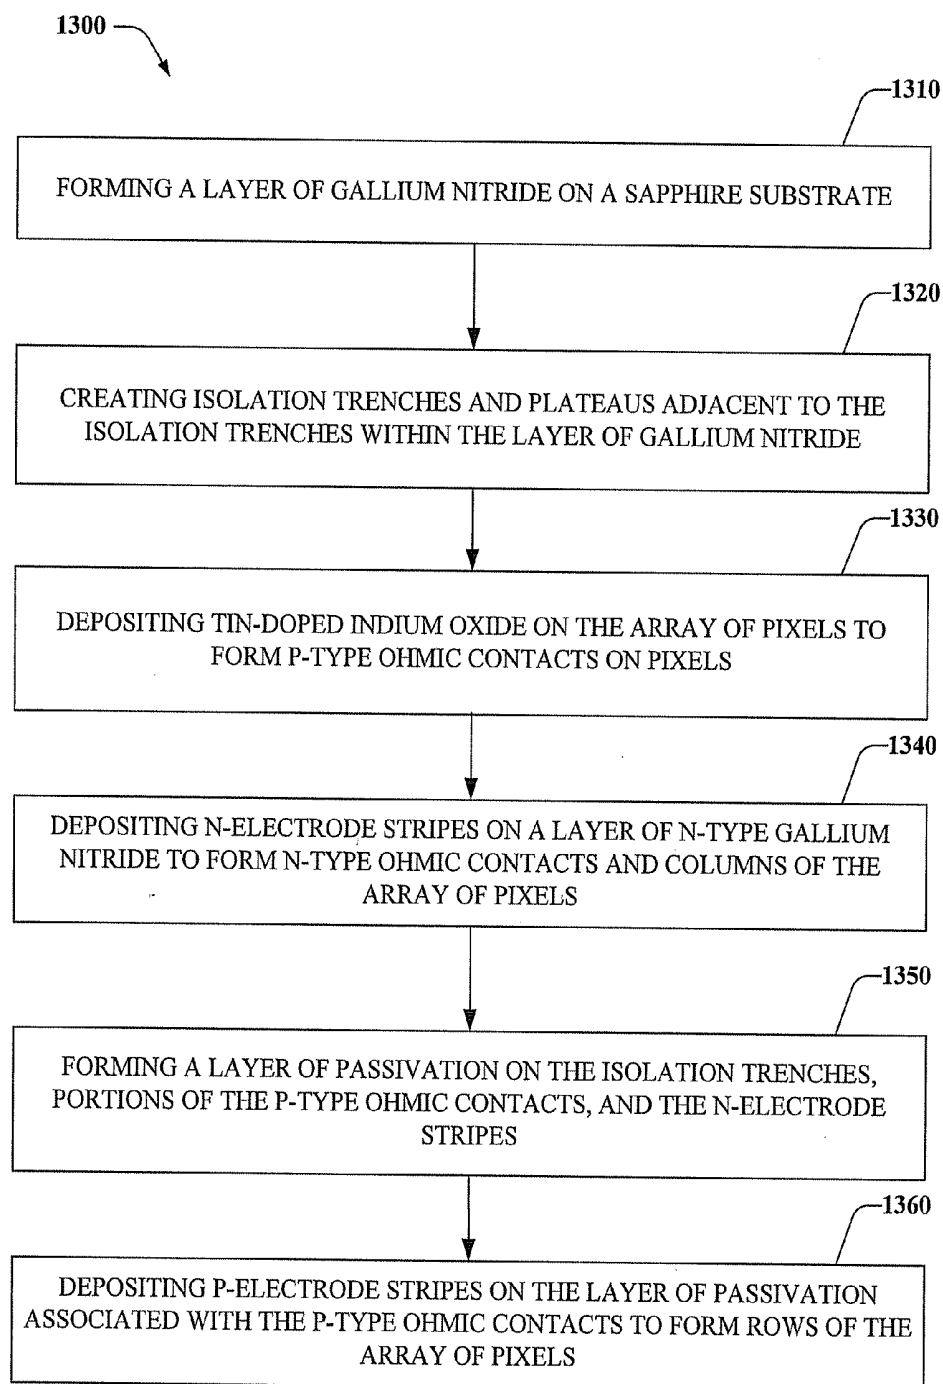 1300
1310
FORMING A LAYER OF GALLIUM NITRIDE ON A SAPPHIRE SUBSTRATE
1320
CREATING ISOLATION TRENCHES AND PLATEAUS ADJACENT TO THE
ISOLATION TRENCHES WITHIN THE LAYER OF GALLIUM NITRIDE
1330
DEPOSITING TIN-DOPED INDIUM OXIDE ON THE ARRAY OF PIXELS TO
FORM P-TYPE OHMIC CONTACTS ON PIXELS
1340
DEPOSITING N-ELECTRODE STRIPES ON A LAYER OF N-TYPE GALLIUM
NITRIDE TO FORM N-TYPE OHMIC CONTACTS AND COLUMNS OF THE
ARRAY OF PIXELS
1350
FORMING A LAYER OF PASSIVATION ON THE ISOLATION TRENCHES,
PORTIONS OF THE P-TYPE OHMIC CONTACTS, AND THE N-ELECTRODE
STRIPES
1360
DEPOSITING P-ELECTRODE STRIPES ON THE LAYER OF PASSIVATION
ASSOCIATED WITH THE P-TYPE OHMIC CONTACTS TO FORM ROWS OF THE
ARRAY OF PIXELS